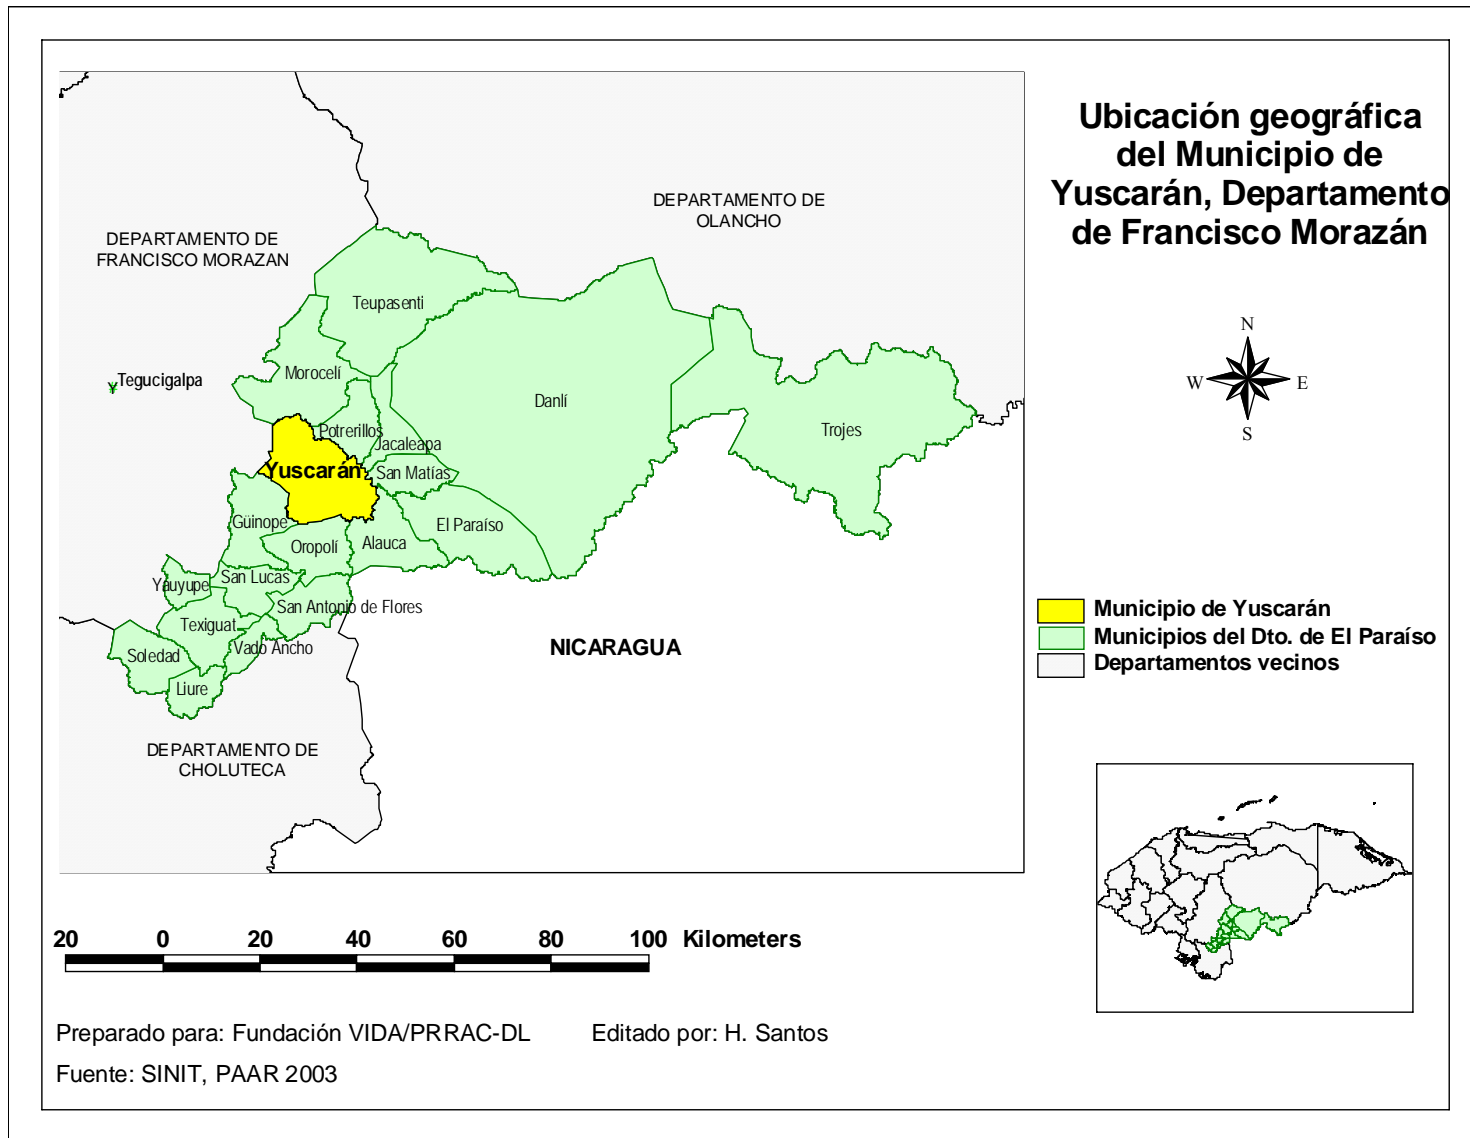 Ubicación geográfica
del Municipio de
Yuscarán, Departamento
de Francisco Morazán
DEPARTAMENTO DE
OLANCHO
DEPARTAMENTO DE
FRANCISCO MORAZAN
Teupasenti
Morocelí
Tegucigalpa
Danlí
Potrerillos
Jacaleapa
Trojes
Yuscarán
San Matías
Güinope
El Paraíso
Oropolí
Alauca
Yauyupe
San Lucas
San Antonio de Flores
Texiguat
Vado Ancho
Soledad
Liure
NICARAGUA
DEPARTAMENTO DE
CHOLUTECA
N
W
E
S
Municipio de Yuscarán
Municipios del Dto. de El Paraíso
Departamentos vecinos
20 0 20 40 60 80 100 Kilometers
Preparado para: Fundación VIDA/PRRAC-DL Editado por: H. Santos
Fuente: SINIT, PAAR 2003